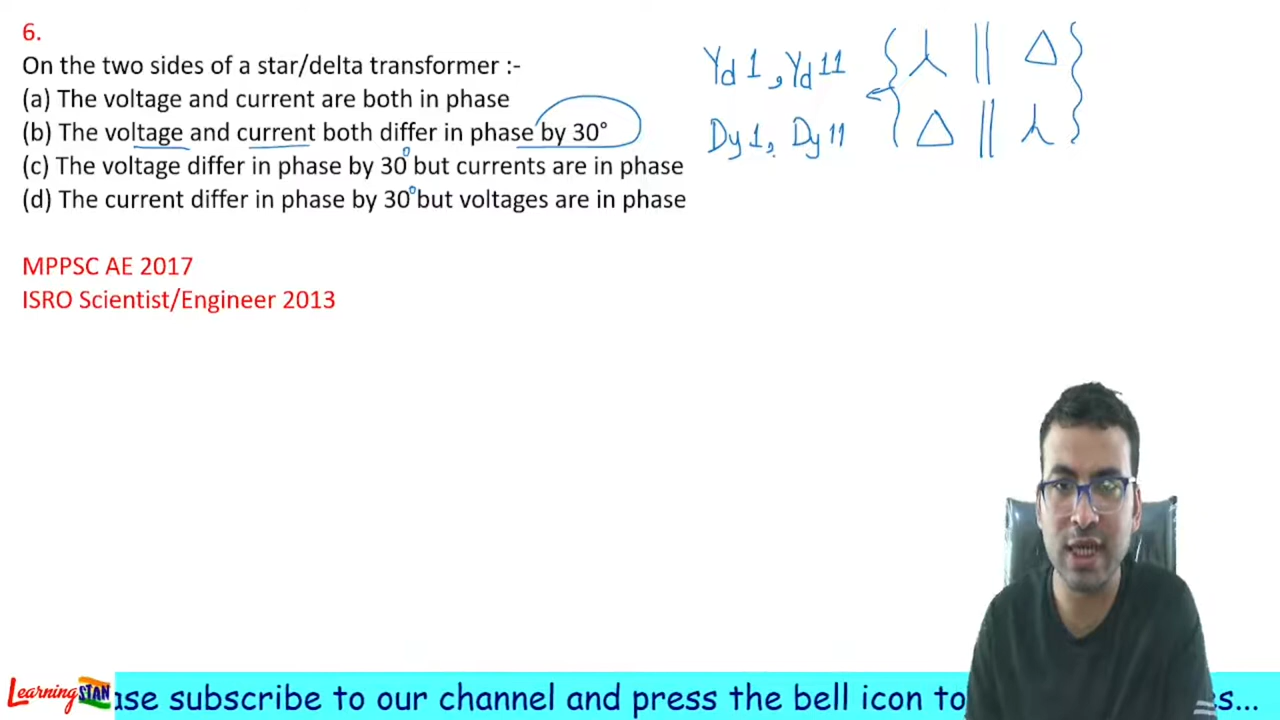 6.
On the two sides of a star/delta transformer :-
(a) The voltage and current are both in phase
(b) The voltage and current both differ in phase by 30°
(c) The voltage differ in phase by 30° but currents are in phase
(d) The current differ in phase by 30° but voltages are in phase
MPPSC AE 2017
ISRO Scientist/Engineer 2013
Yd 1, Yd 11
Dy 1, Dy 11
Learning STAN
ase subscribe to our channel and press the bell icon to s...